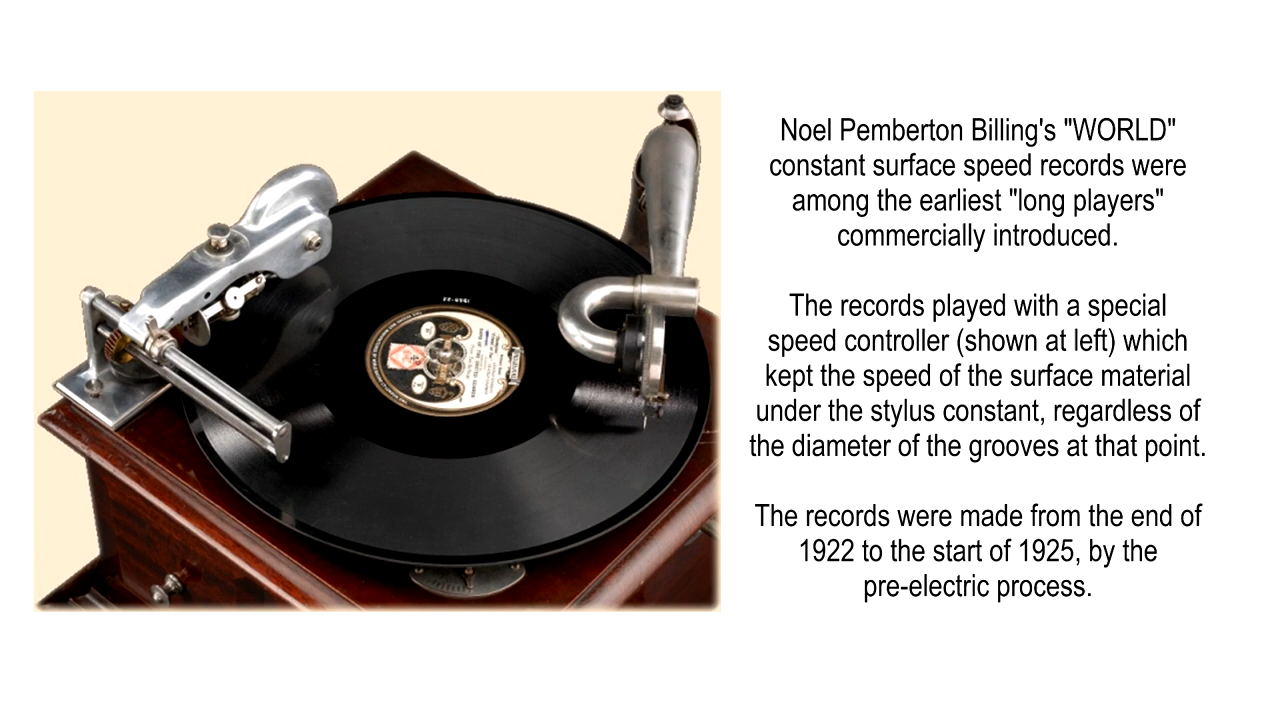 Noel Pemberton Billing's "WORLD"
constant surface speed records were
among the earliest "long players"
commercially introduced.
The records played with a special
speed controller (shown at left) which
kept the speed of the surface material
under the stylus constant, regardless of
the diameter of the grooves at that point.
The records were made from the end of
1922 to the start of 1925, by the
pre-electric process.